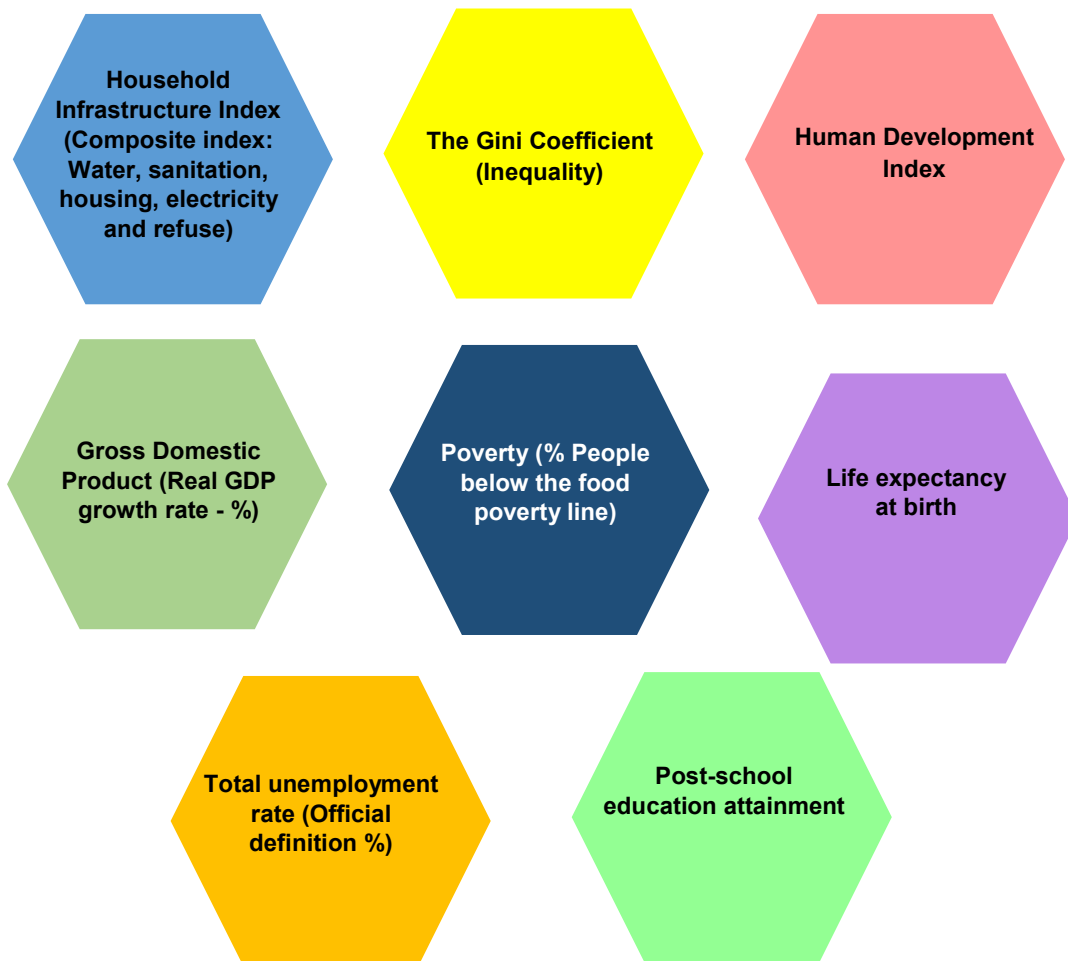 Household
Infrastructure Index
(Composite index:
Water, sanitation,
housing, electricity
and refuse)
The Gini Coefficient
(Inequality)
Human Development
Index
Gross Domestic
Product (Real GDP
growth rate - %)
Poverty (% People
below the food
poverty line)
Life expectancy
at birth
Total unemployment
rate (Official
definition %)
Post-school
education attainment